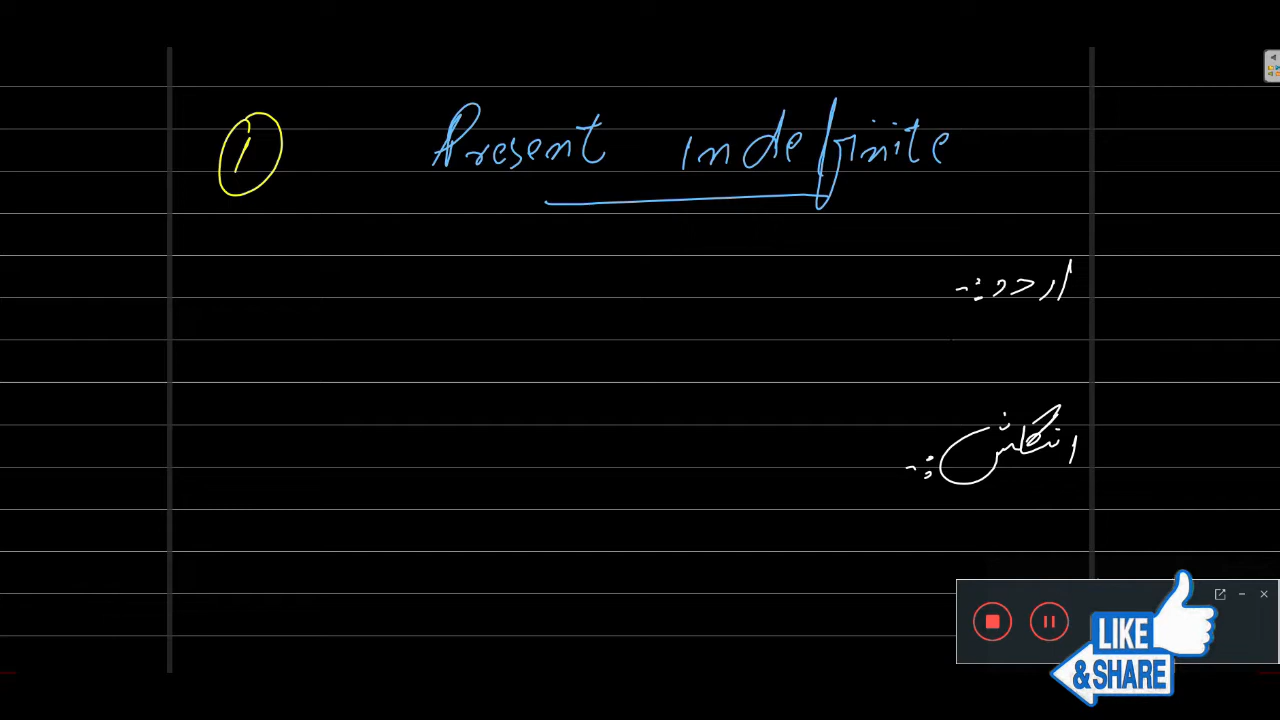 1 Present indefinite
اردو:-
انگلش:-
LIKE
& SHARE